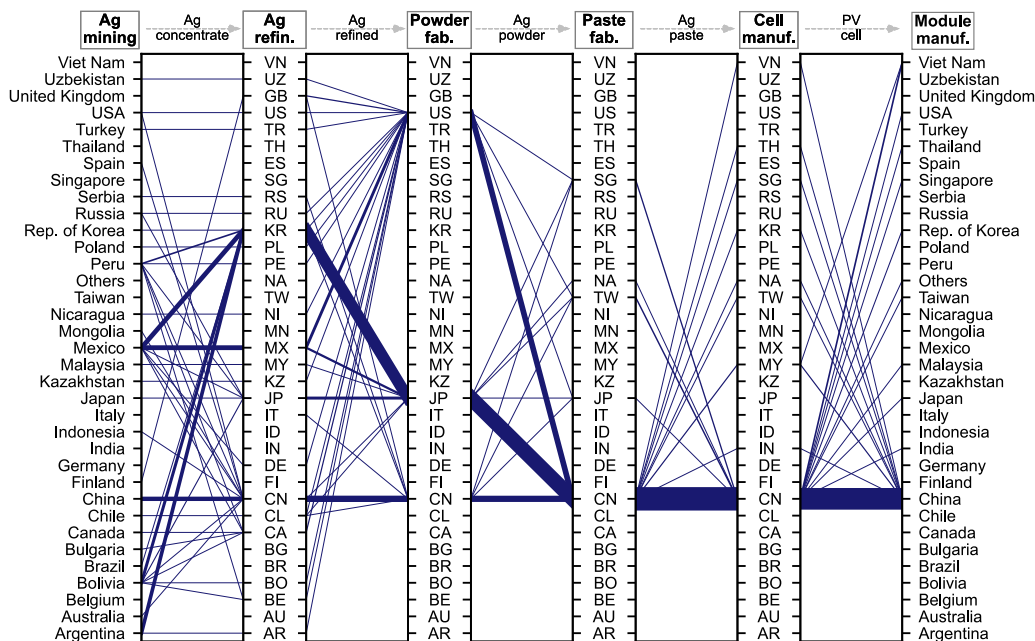 Ag mining
Ag concentrate
Ag refin.
Ag refined
Powder fab.
Ag powder
Paste fab.
Ag paste
Cell manuf.
PV cell
Module manuf.
Viet Nam VN VN VN Viet Nam
Uzbekistan UZ UZ UZ Uzbekistan
United Kingdom GB GB GB United Kingdom
USA US US US US USA
Turkey TR TR TR TR Turkey
Thailand TH TH TH TH Thailand
Spain ES ES ES ES Spain
Singapore SG SG SG SG Singapore
Serbia RS RS RS RS Serbia
Russia RU RU RU RU Russia
Rep. of Korea KR KR KR KR Rep. of Korea
Poland PL PL PL PL Poland
Peru PE PE PE PE Peru
Others NA NA NA NA Others
Taiwan TW TW TW TW Taiwan
Nicaragua NI NI NI NI Nicaragua
Mongolia MN MN MN MN Mongolia
Mexico MX MX MX MX Mexico
Malaysia MY MY MY MY Malaysia
Kazakhstan KZ KZ KZ KZ Kazakhstan
Japan JP JP JP JP Japan
Italy IT IT IT IT Italy
Indonesia ID ID ID ID Indonesia
India IN IN IN IN India
Germany DE DE DE DE Germany
Finland FI FI FI FI Finland
China CN CN CN CN China
Chile CL CL CL CL Chile
Canada CA CA CA CA Canada
Bulgaria BG BG BG BG Bulgaria
Brazil BR BR BR BR Brazil
Bolivia BO BO BO BO Bolivia
Belgium BE BE BE BE Belgium
Australia AU AU AU AU Australia
Argentina AR AR AR AR Argentina